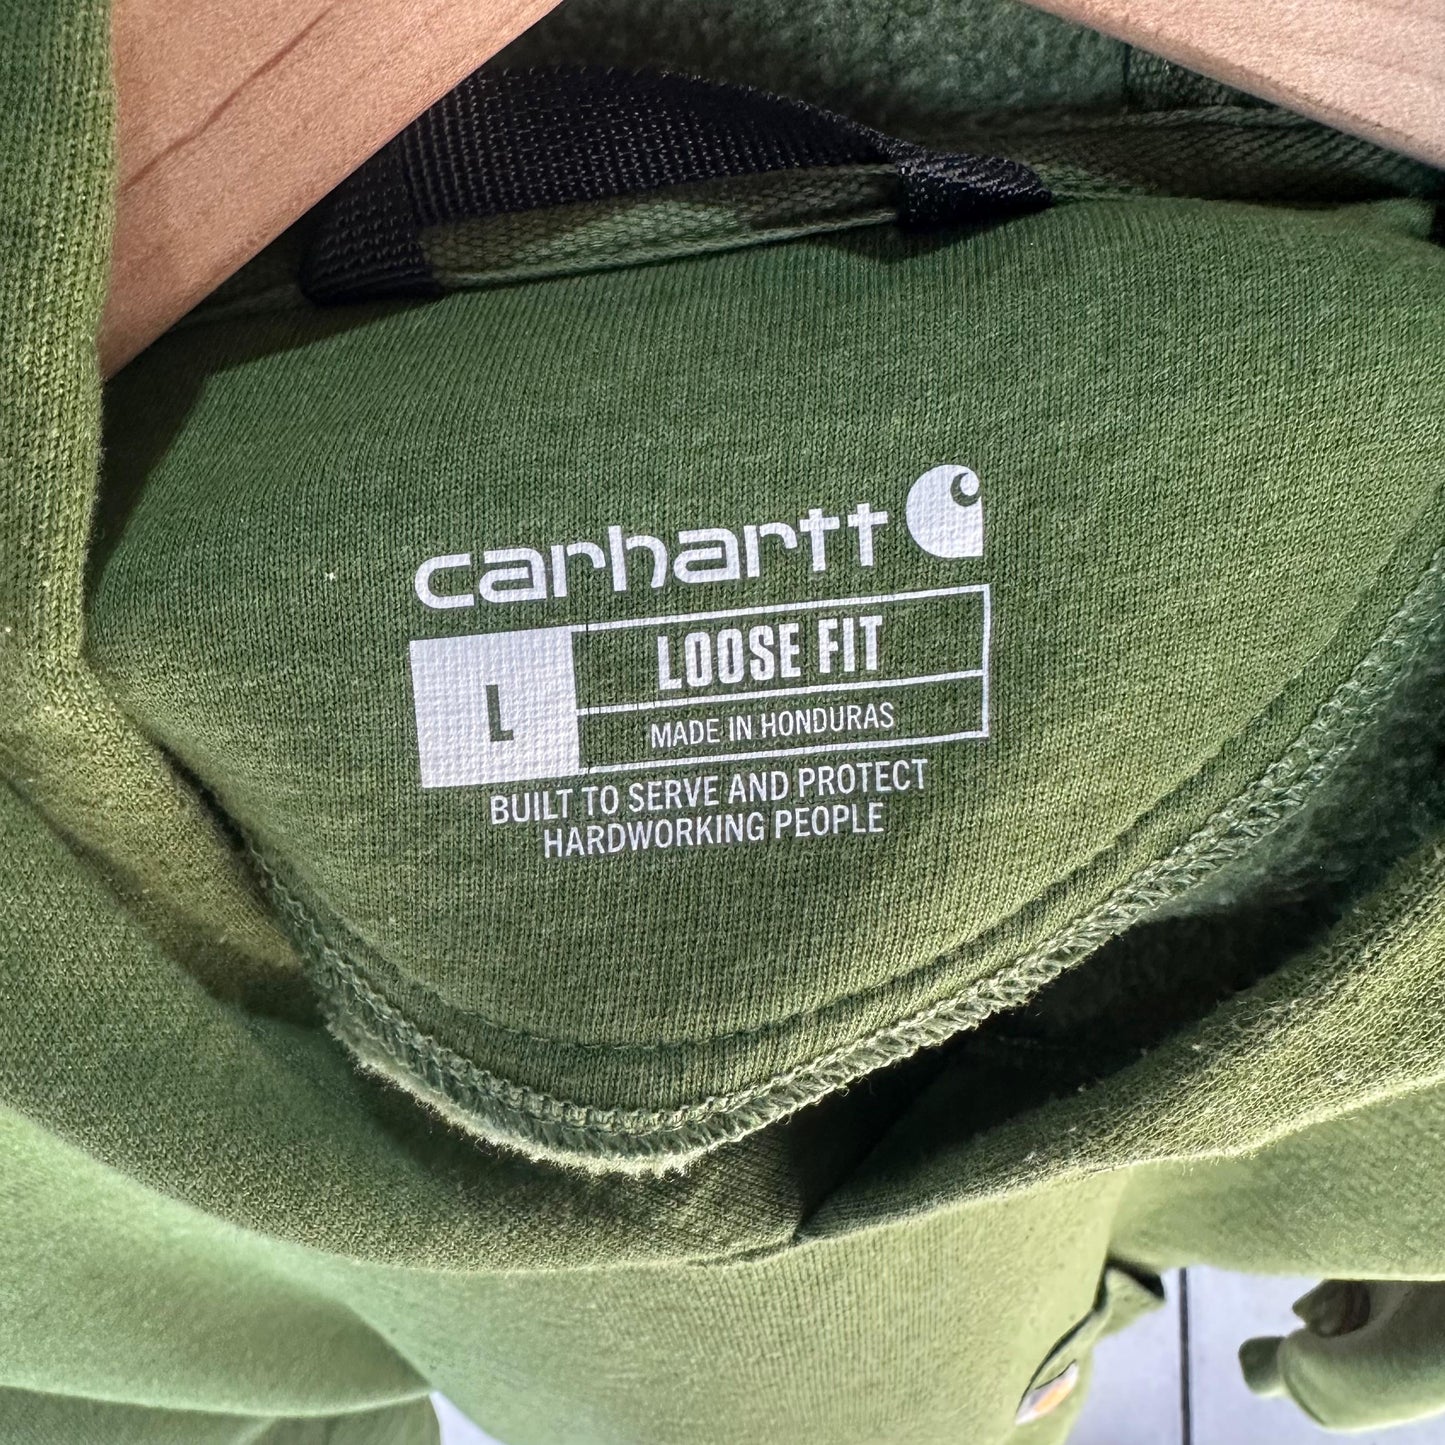 carhartt
L
LOOSE FIT
MADE IN HONDURAS
BUILT TO SERVE AND PROTECT
HARDWORKING PEOPLE